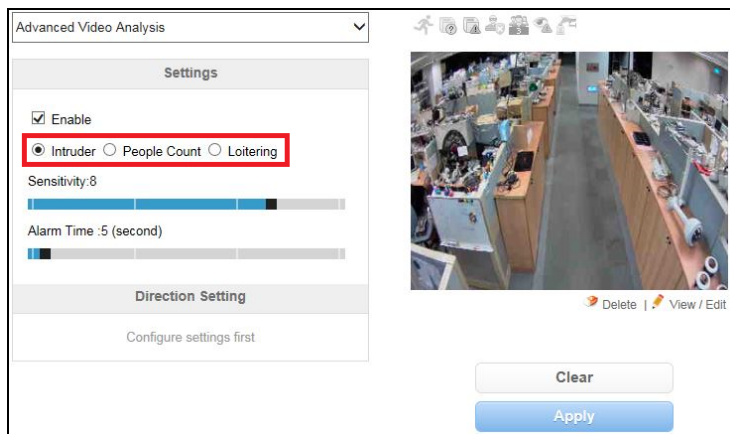 Advanced Video Analysis
Settings
Enable
Intruder People Count Loitering
Sensitivity:8
Alarm Time :5 (second)
Direction Setting
Configure settings first
Delete | View / Edit
Clear
Apply